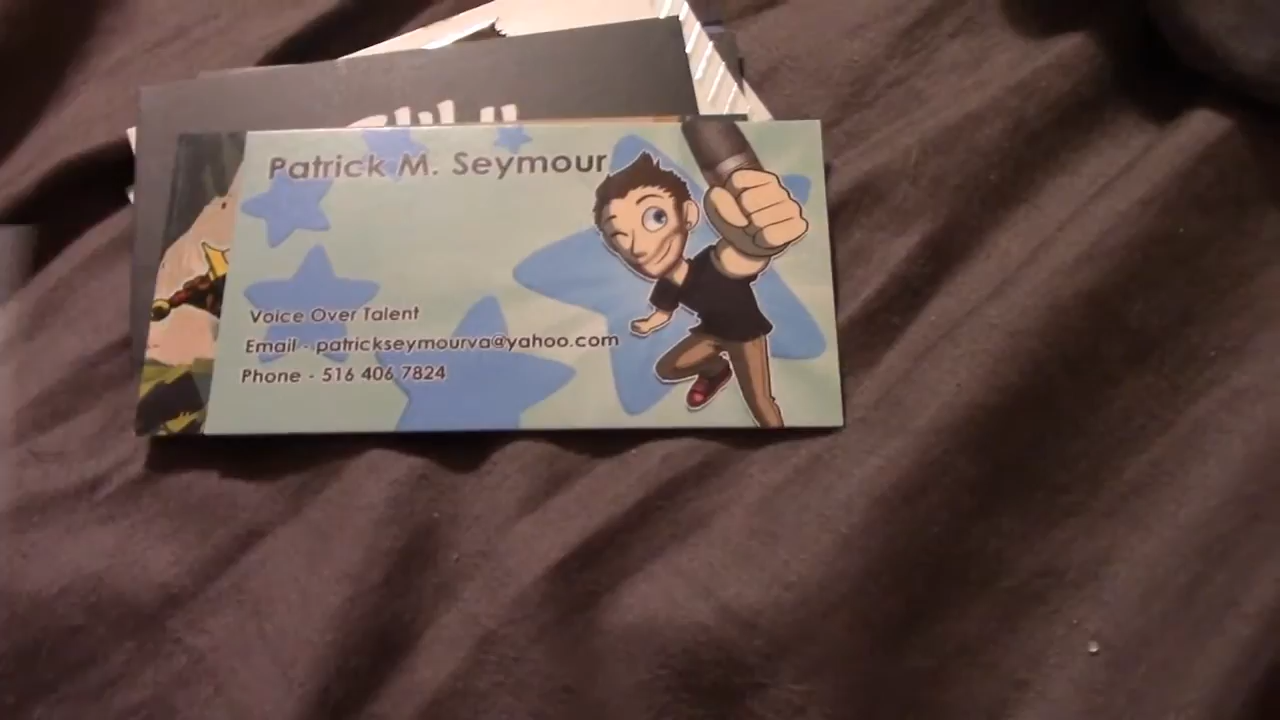 Patrick M. Seymour
Voice Over Talent
Email - patrickseymourva@yahoo.com
Phone - 516 406 7824